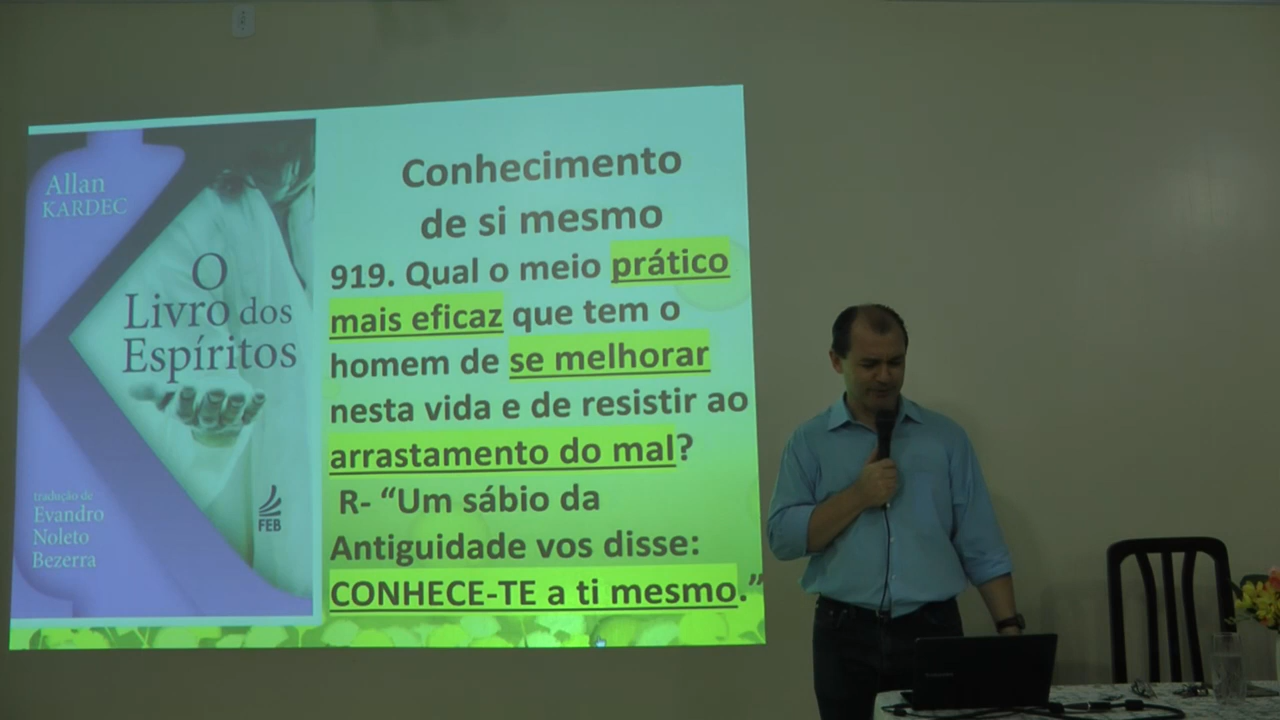 Allan
KARDEC
O
Livro dos
Espíritos
tradução de
Evandro
Noleto
Bezerra
FEB
Conhecimento
de si mesmo
919. Qual o meio prático
mais eficaz que tem o
homem de se melhorar
nesta vida e de resistir ao
arrastamento do mal?
R- “Um sábio da
Antiguidade vos disse:
CONHECE-TE a ti mesmo.”